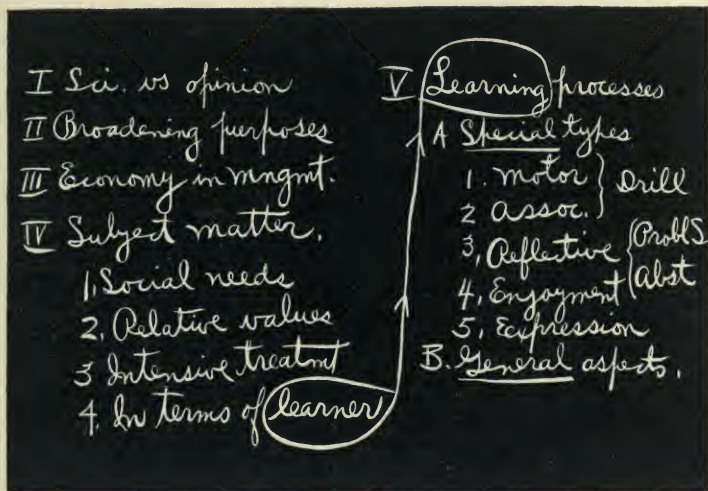 I Sci. vs opinion
II Broadening purposes
III Economy in mngmt.
IV Subject matter.
1. Social needs
2. Relative values
3 Intensive treatmt
4. In terms of learner
V Learning processes
A Special types
1. Motor } Drill
2 Assoc. }
3. Reflective { Probl S
4. Enjoyment { Abst
5. Expression
B. General aspects.